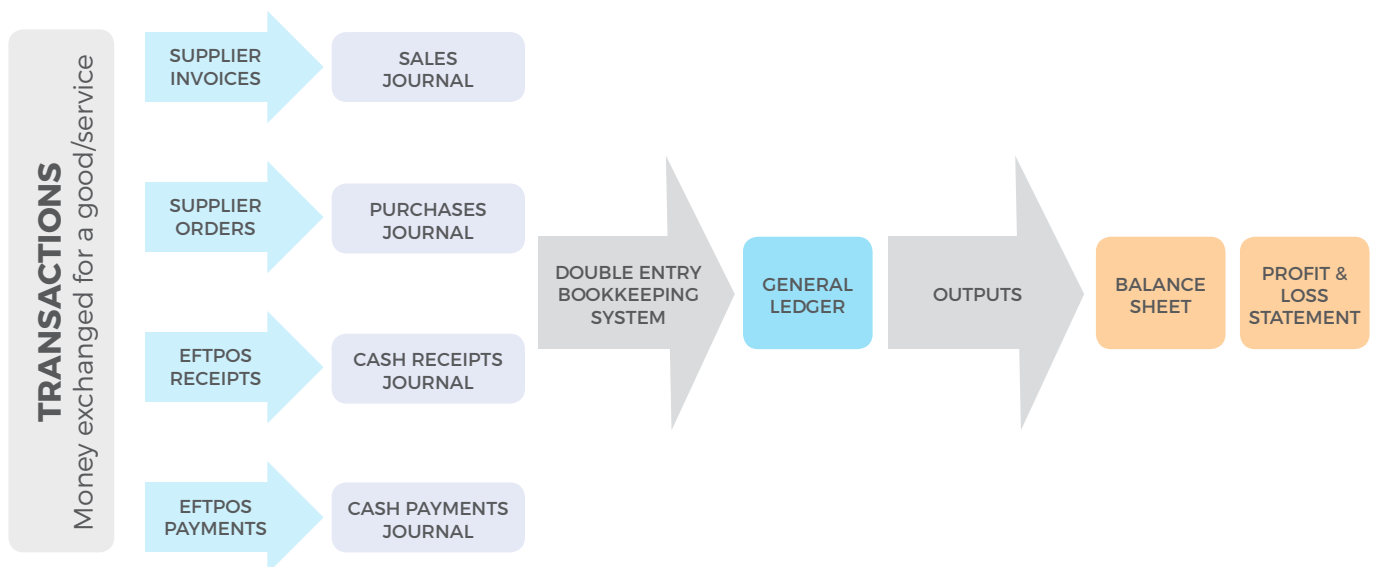 TRANSACTIONS
Money exchanged for a good/service
SUPPLIER
INVOICES
SALES
JOURNAL
SUPPLIER
ORDERS
PURCHASES
JOURNAL
EFTPOS
RECEIPTS
CASH RECEIPTS
JOURNAL
EFTPOS
PAYMENTS
CASH PAYMENTS
JOURNAL
DOUBLE ENTRY
BOOKKEEPING
SYSTEM
GENERAL
LEDGER
OUTPUTS
BALANCE
SHEET
PROFIT &
LOSS
STATEMENT